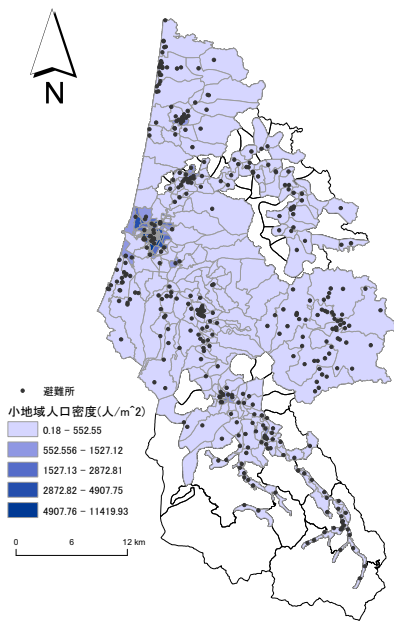 N
避難所
小地域人口密度(人/m^2)
0.18 - 552.55
552.556 - 1527.12
1527.13 - 2872.81
2872.82 - 4907.75
4907.76 - 11419.93
0 6 12 km